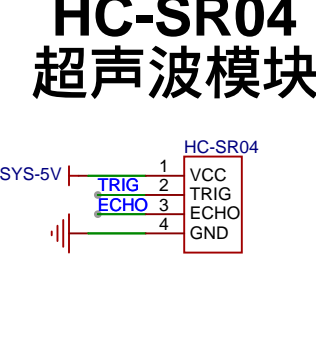 HC-SR04
超声波模块
HC-SR04
SYS-5V
1
VCC
TRIG
2
TRIG
ECHO
3
ECHO
4
GND